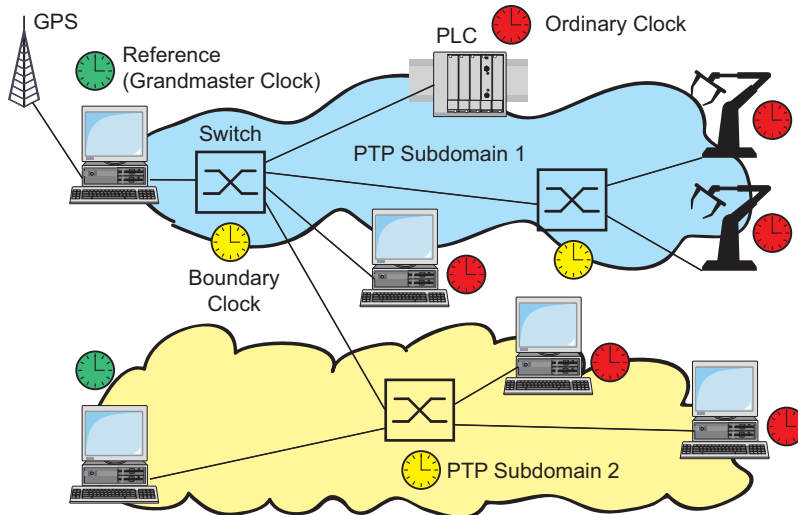 GPS
Reference
(Grandmaster Clock)
PLC
Ordinary Clock
Switch
PTP Subdomain 1
Boundary
Clock
PTP Subdomain 2